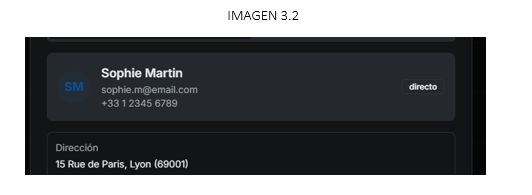 IMAGEN 3.2
Sophie Martin
SM
sophie.m@email.com
directo
+33 1 2345 6789
Dirección
15 Rue de Paris, Lyon (69001)